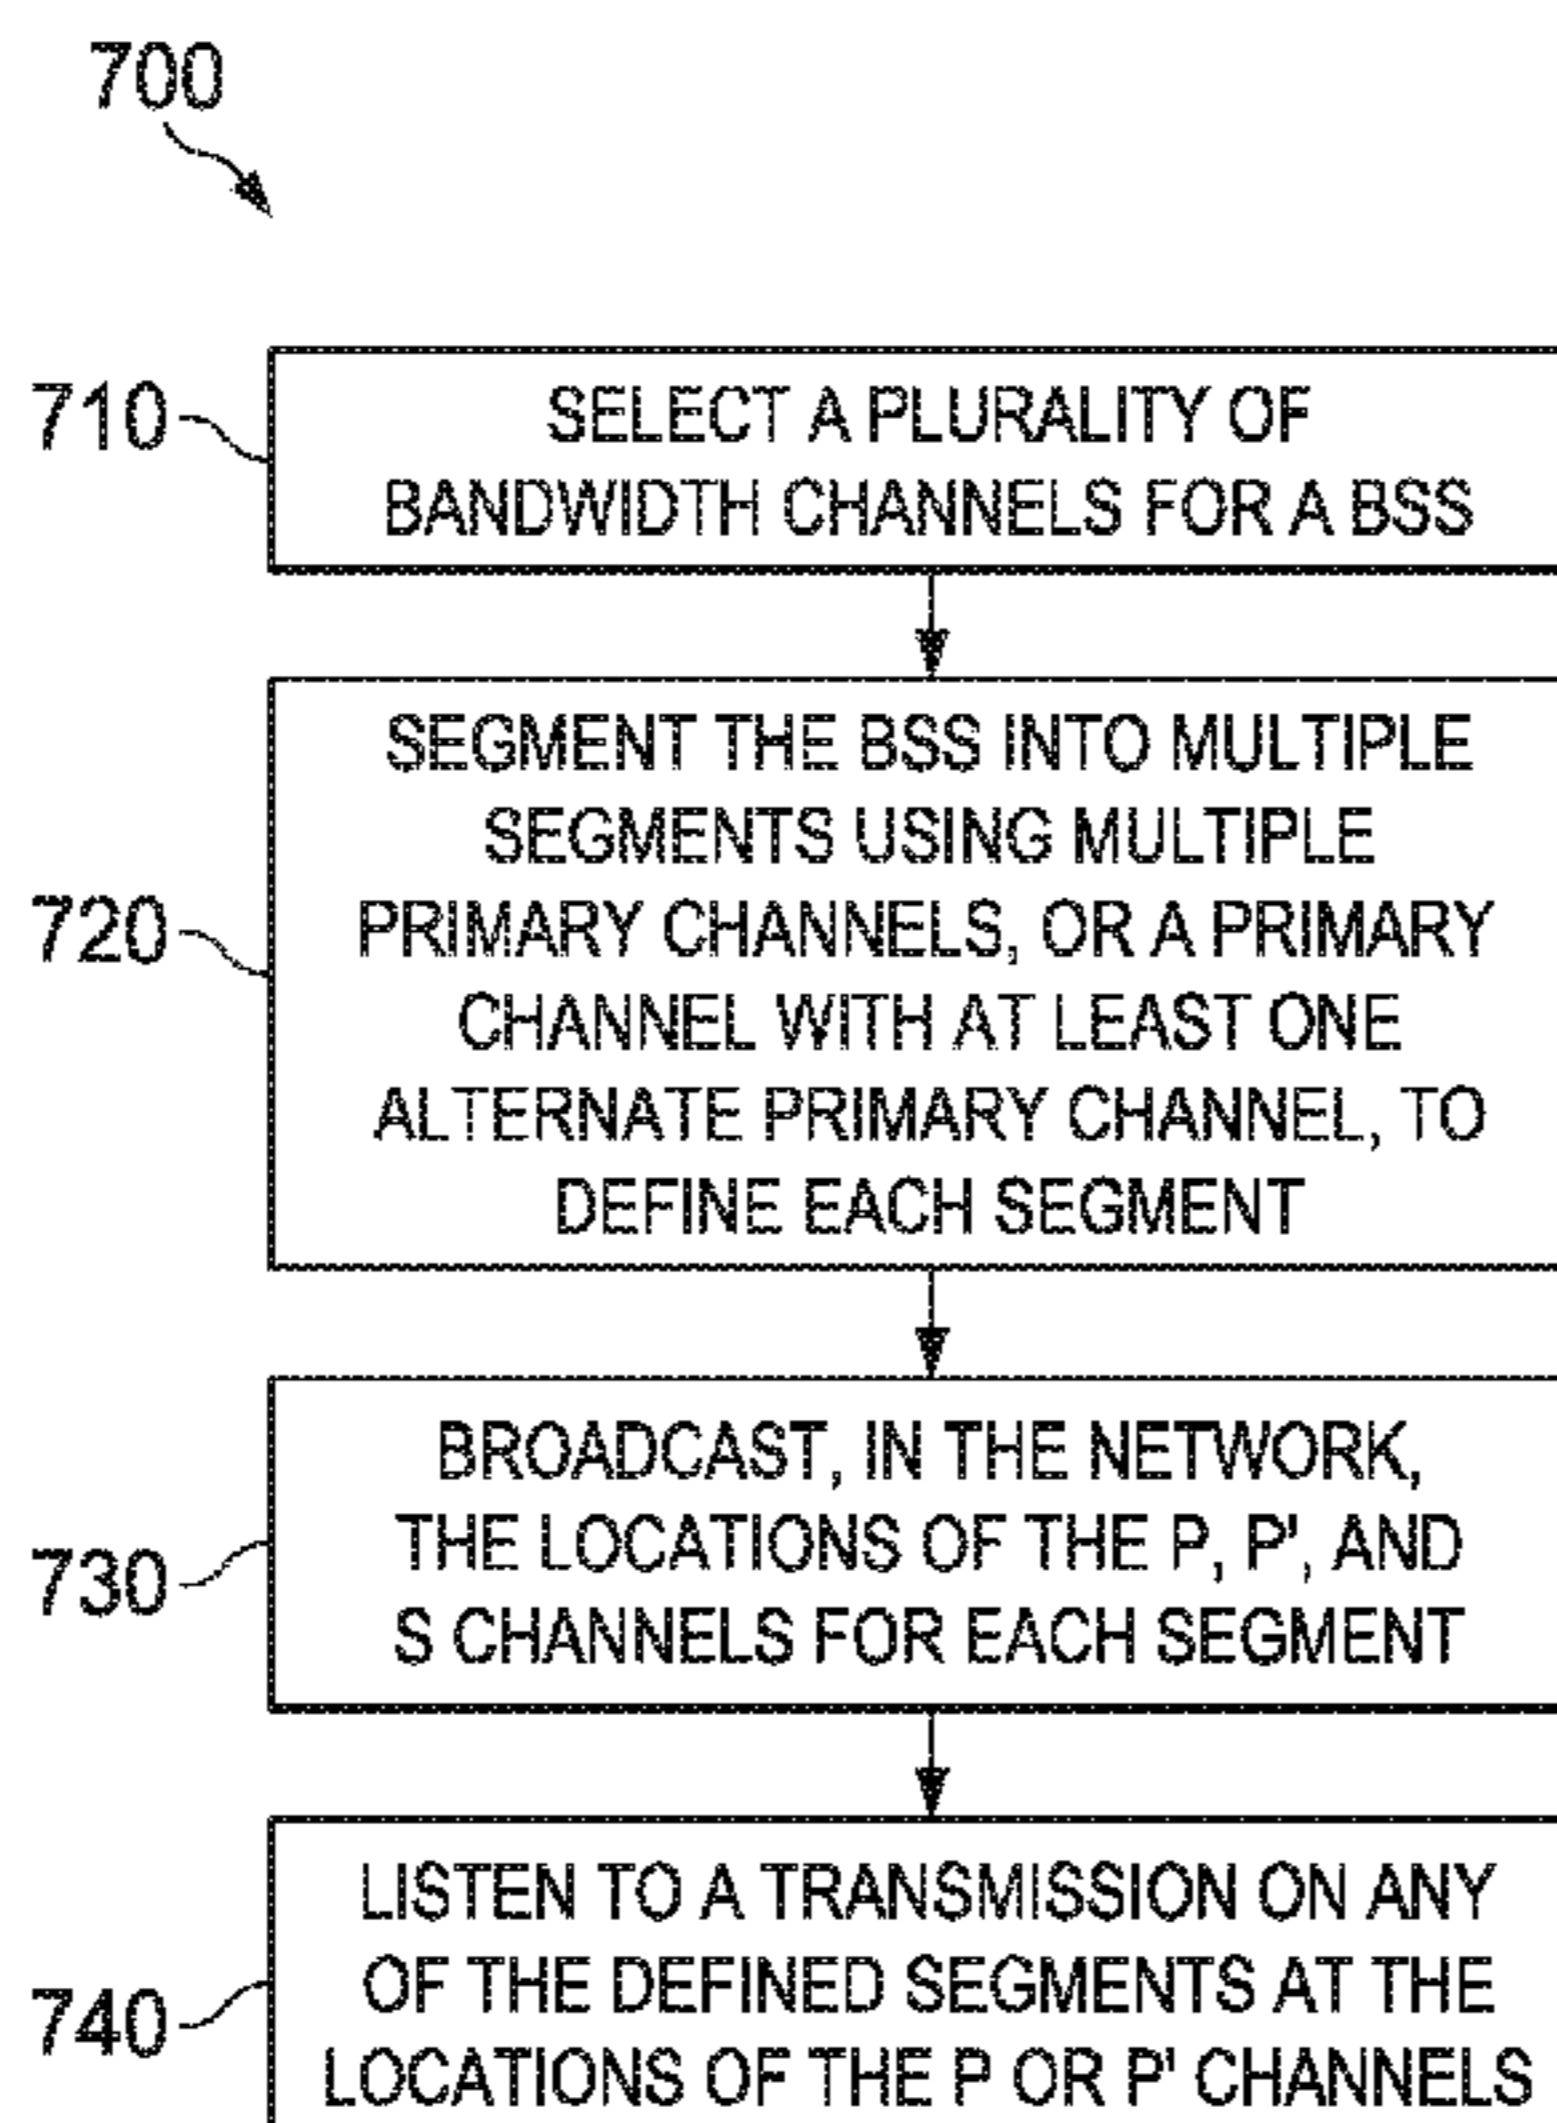 700
710
SELECT A PLURALITY OF
BANDWIDTH CHANNELS FOR A BSS
720
SEGMENT THE BSS INTO MULTIPLE
SEGMENTS USING MULTIPLE
PRIMARY CHANNELS, OR A PRIMARY
CHANNEL WITH AT LEAST ONE
ALTERNATE PRIMARY CHANNEL, TO
DEFINE EACH SEGMENT
730
BROADCAST, IN THE NETWORK,
THE LOCATIONS OF THE P, P', AND
S CHANNELS FOR EACH SEGMENT
740
LISTEN TO A TRANSMISSION ON ANY
OF THE DEFINED SEGMENTS AT THE
LOCATIONS OF THE P OR P' CHANNELS